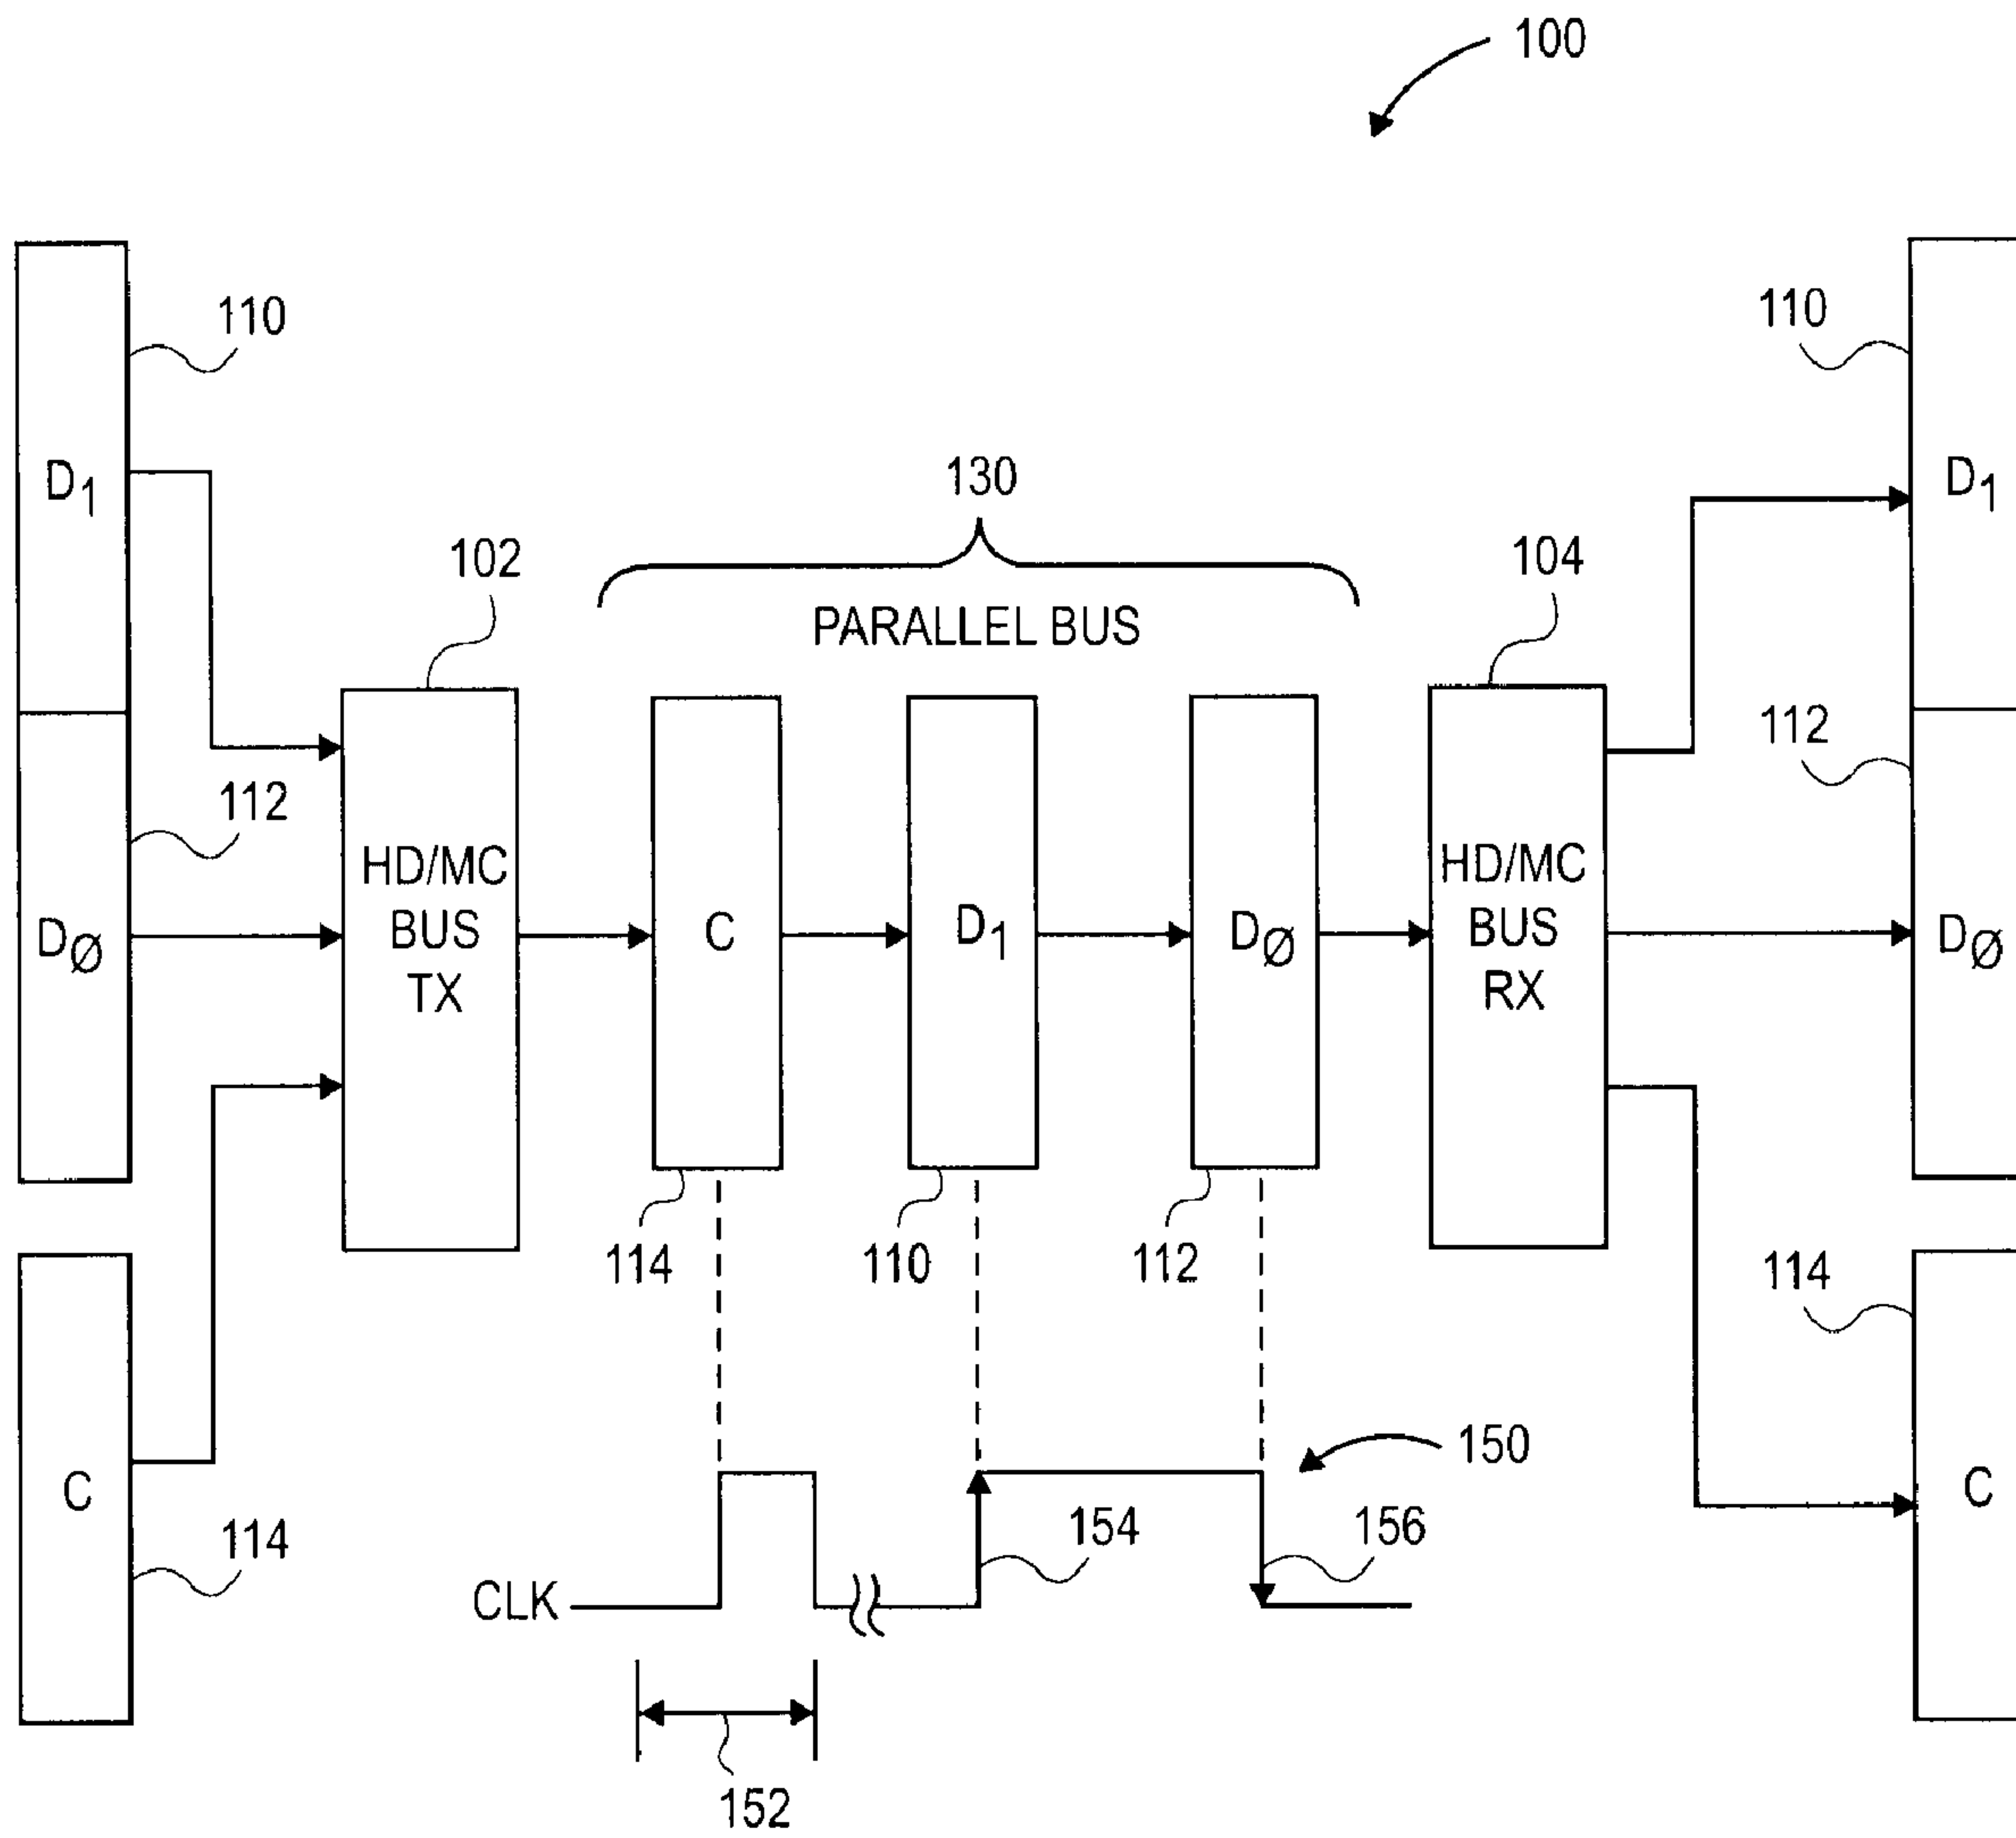 100
110
110
D1
D1
130
102
104
PARALLEL BUS
112
112
HD/MC
BUS
TX
HD/MC
BUS
RX
DØ
C
D1
DØ
DØ
114
110
112
114
C
C
114
150
154
156
CLK
152